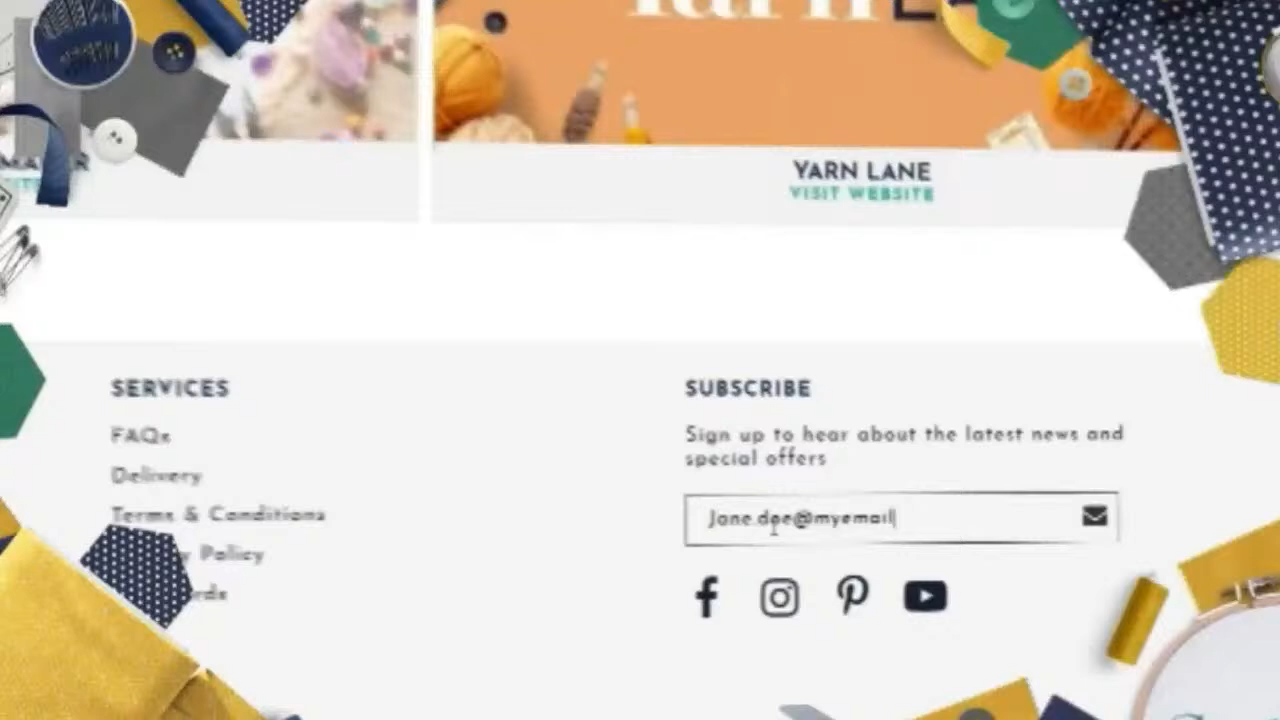 YARN LANE
VISIT WEBSITE
SERVICES
FAQs
Delivery
Terms & Conditions
Policy
SUBSCRIBE
Sign up to hear about the latest news and
special offers
Jane.doe@myemail